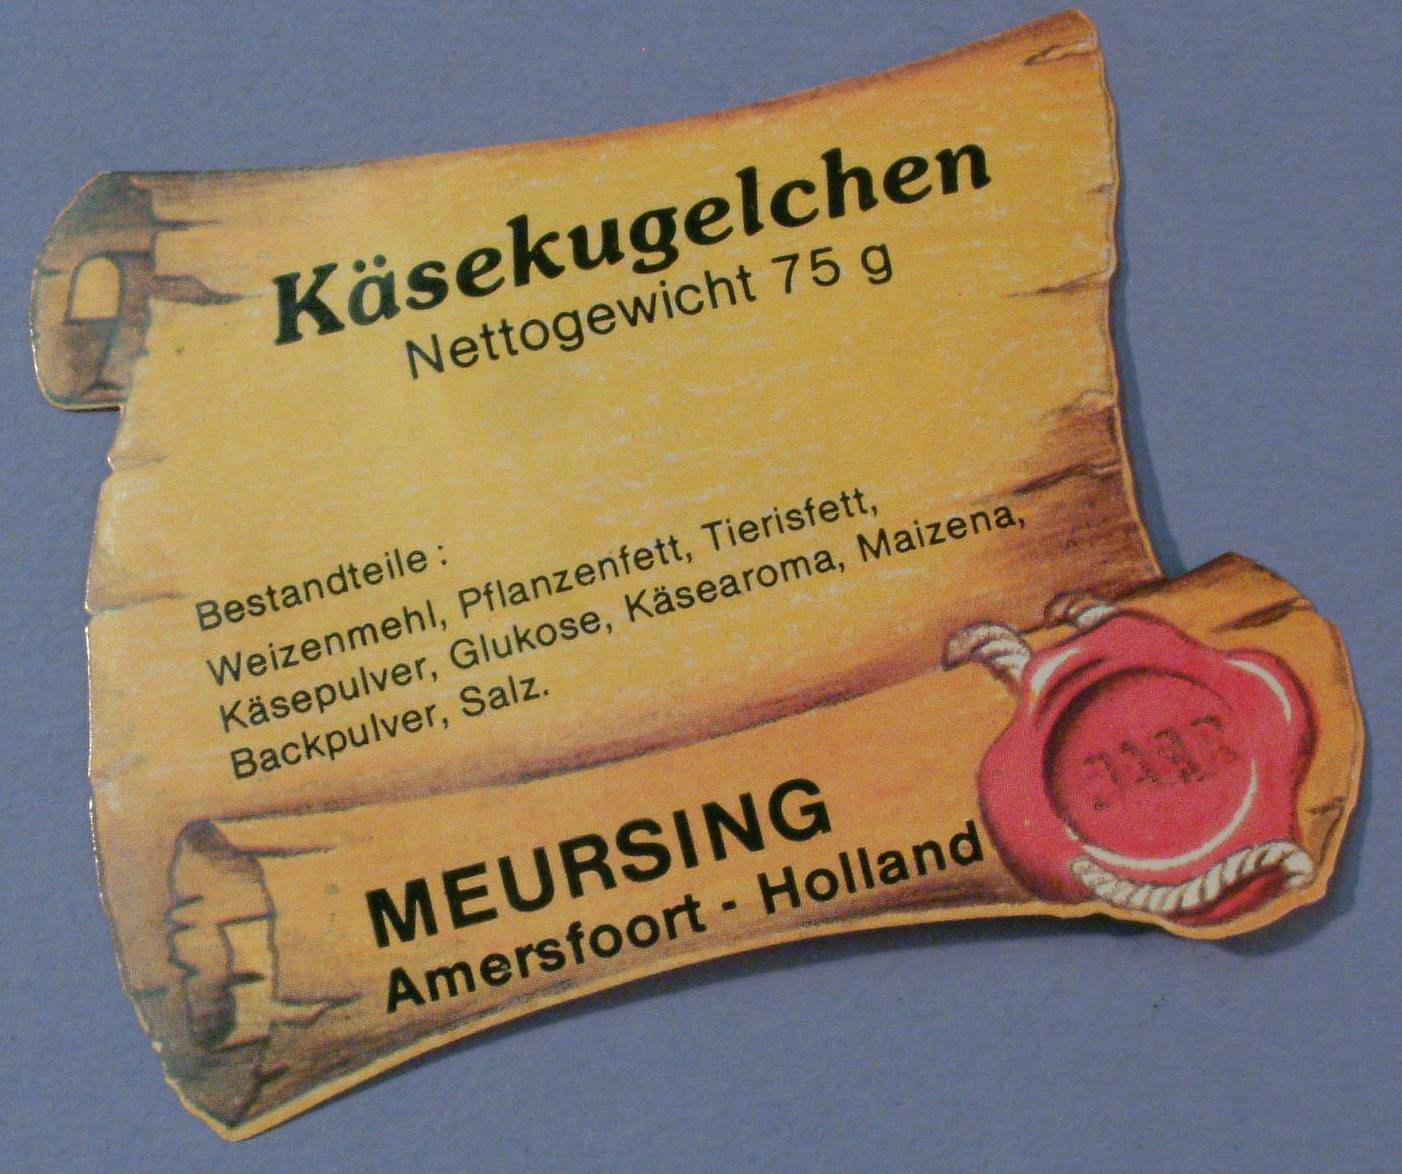 Käsekugelchen
Nettogewicht 75 g
Bestandteile :
Weizenmehl, Pflanzenfett, Tierisfett,
Käsepulver, Glukose, Käsearoma, Maizena,
Backpulver, Salz.
MEURSING
Amersfoort - Holland